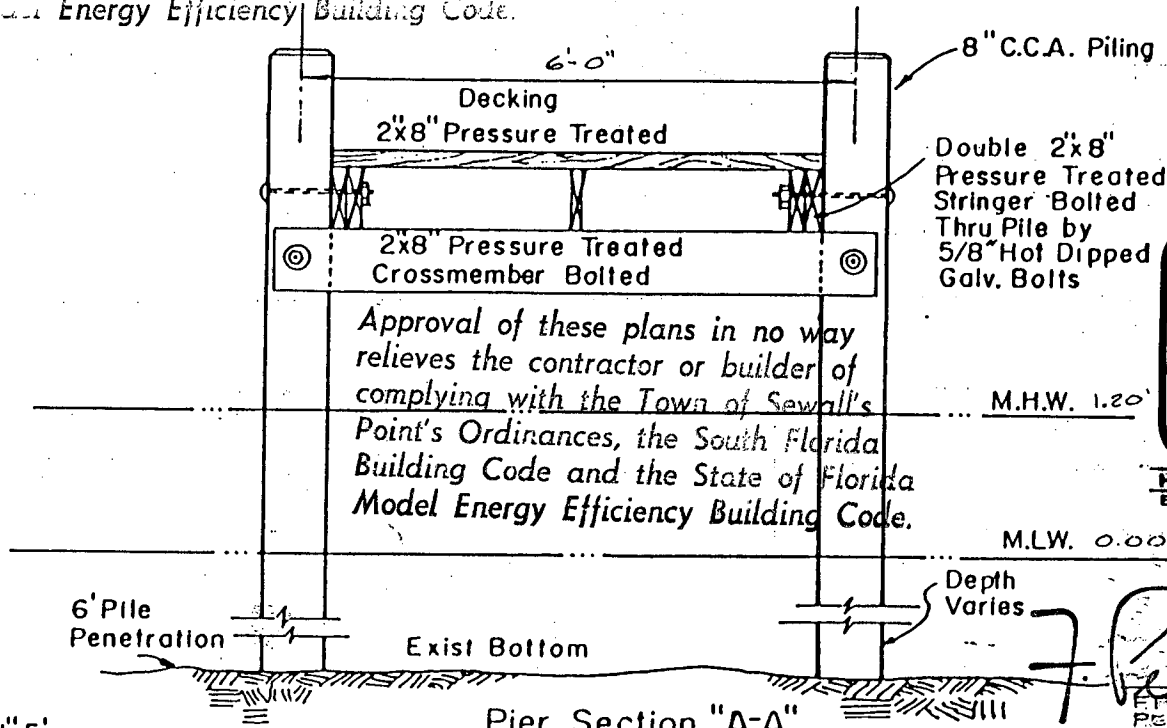 Energy Efficiency Building Code.
6'-0"
8" C.C.A. Piling
Decking
2"x8" Pressure Treated
Double 2"x8"
Pressure Treated
Stringer Bolted
Thru Pile by
5/8" Hot Dipped
Galv. Bolts
2"x8" Pressure Treated
Crossmember Bolted
Approval of these plans in no way
relieves the contractor or builder of
complying with the Town of Sewall's
Point's Ordinances, the South Florida
Building Code and the State of Florida
Model Energy Efficiency Building Code.
M.H.W. 1.20'
M.L.W. 0.00
Depth
Varies
6' Pile
Penetration
Exist Bottom
Pier Section "A-A"